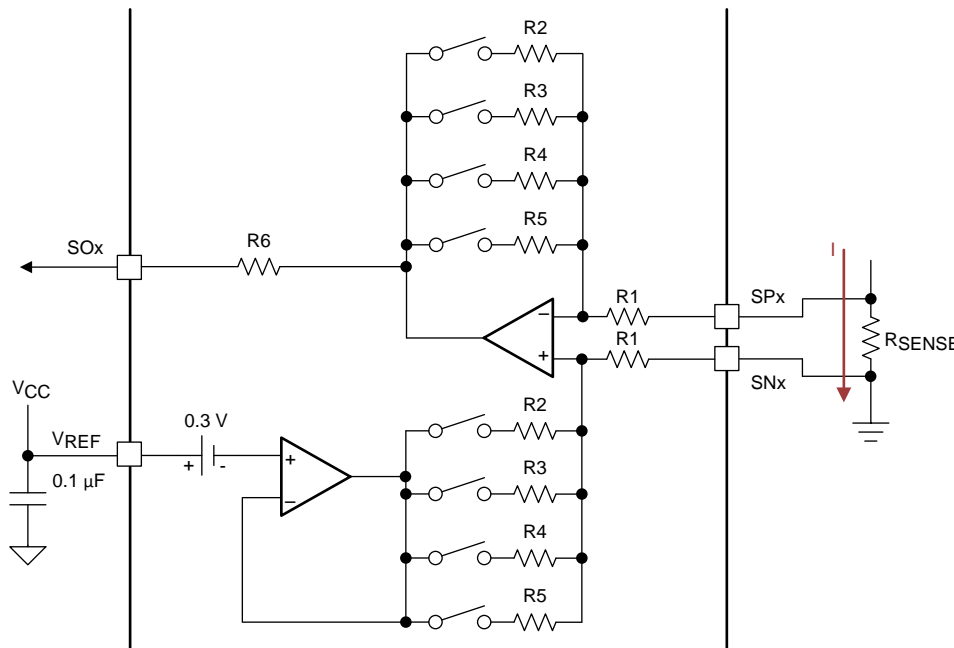 R2
R3
R4
R5
SOx
R6
I
R1
SPx
−
+
R1
RSENSE
SNx
VCC
VREF
0.3 V
+ -
0.1 µF
+
−
R2
R3
R4
R5